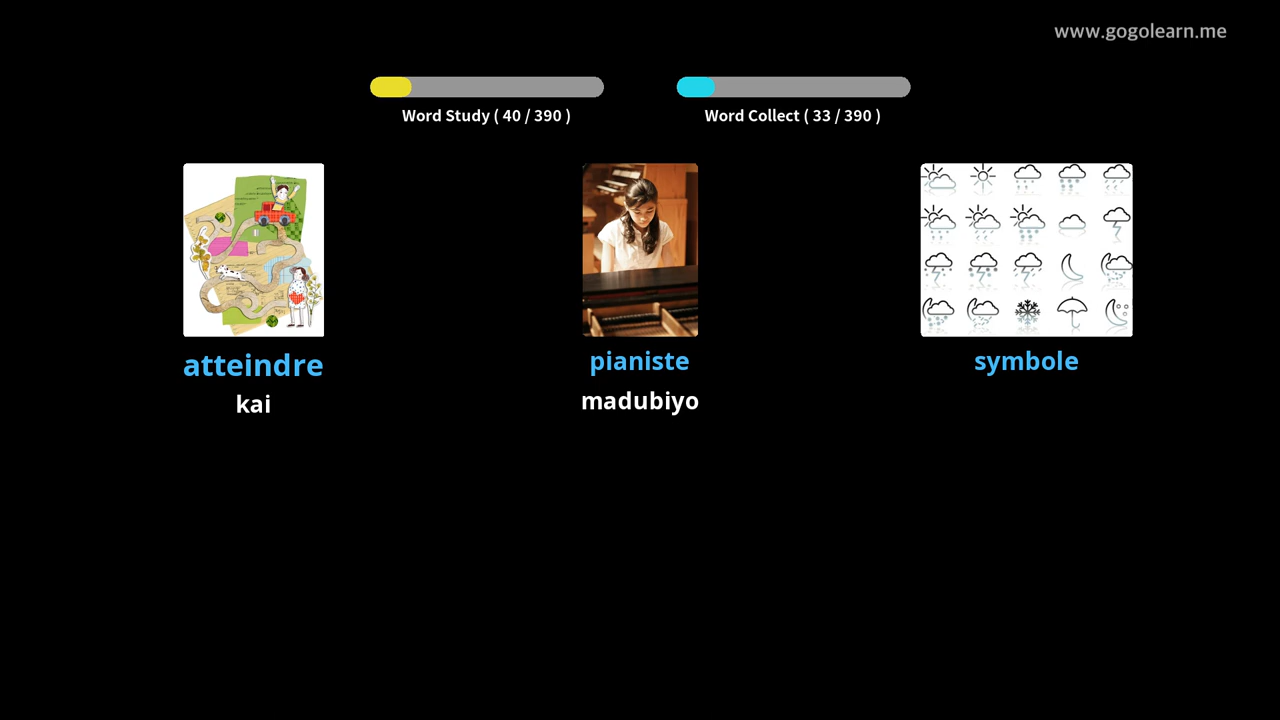 www.gogolearn.me
Word Study ( 40 / 390 )
Word Collect ( 33 / 390 )
atteindre
kai
pianiste
madubiyo
symbole